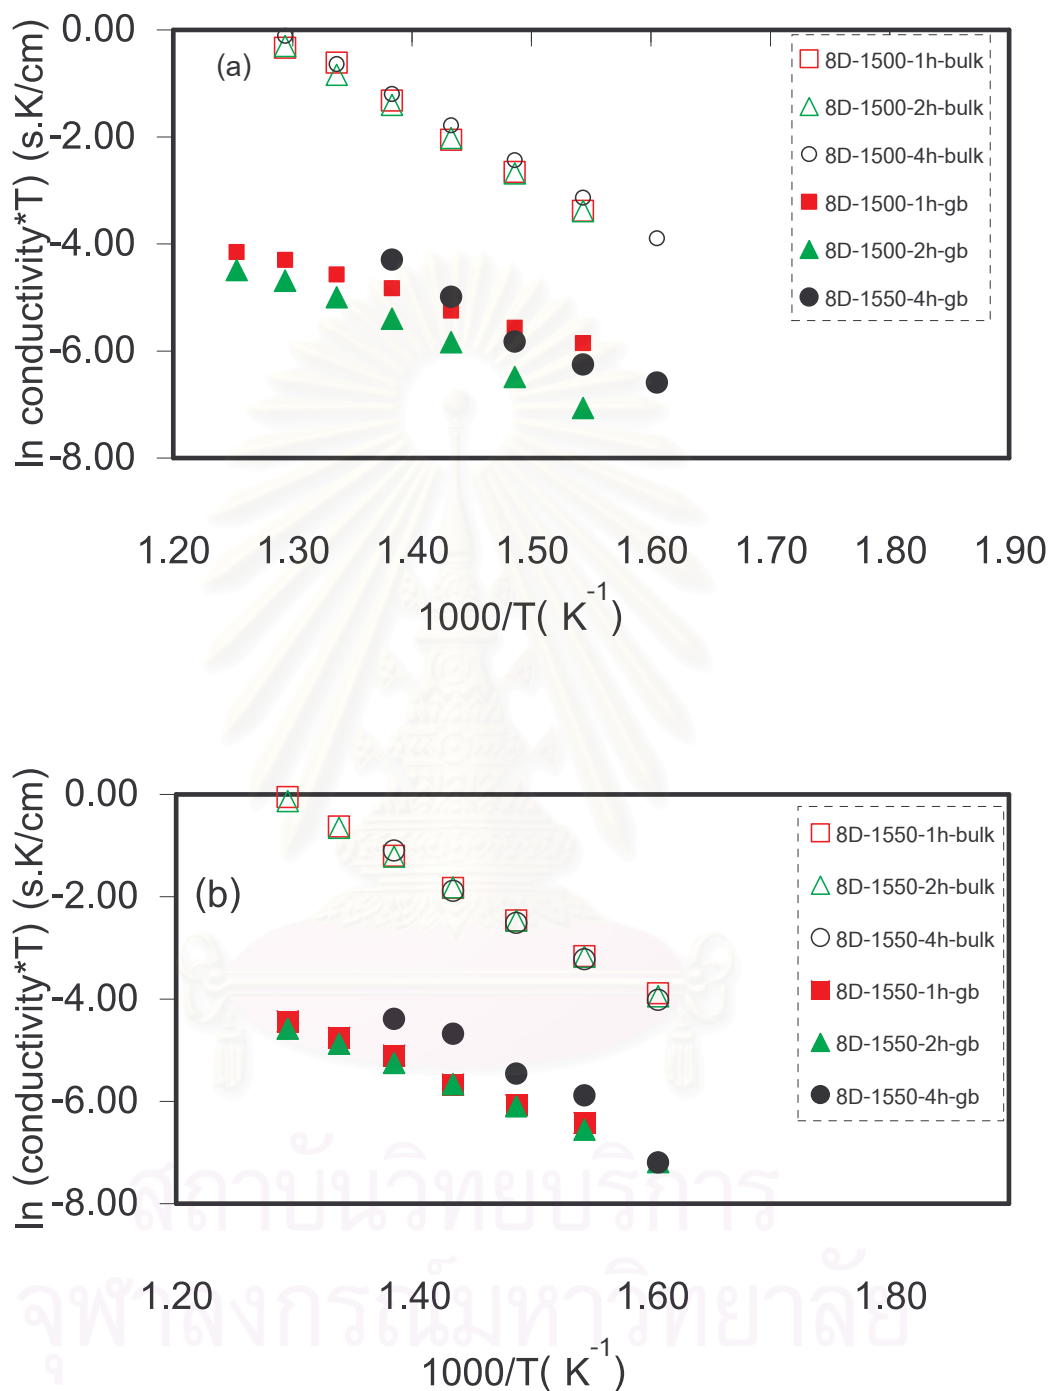 0.00
-2.00
-4.00
-6.00
-8.00
ln conductivity*T) (s.K/cm)
(a)
8D-1500-1h-bulk
8D-1500-2h-bulk
8D-1500-4h-bulk
8D-1500-1h-gb
8D-1500-2h-gb
8D-1550-4h-gb
1.20 1.30 1.40 1.50 1.60 1.70 1.80 1.90
1000/T( K⁻¹)
0.00
-2.00
-4.00
-6.00
-8.00
ln (conductivity*T) (s.K/cm)
(b)
8D-1550-1h-bulk
8D-1550-2h-bulk
8D-1550-4h-bulk
8D-1550-1h-gb
8D-1550-2h-gb
8D-1550-4h-gb
สถาบันวิทยบริการ
1.20 1.40 1.60 1.80
จุฬาลงกรณ์มหาวิทยาลัย
1000/T( K⁻¹)